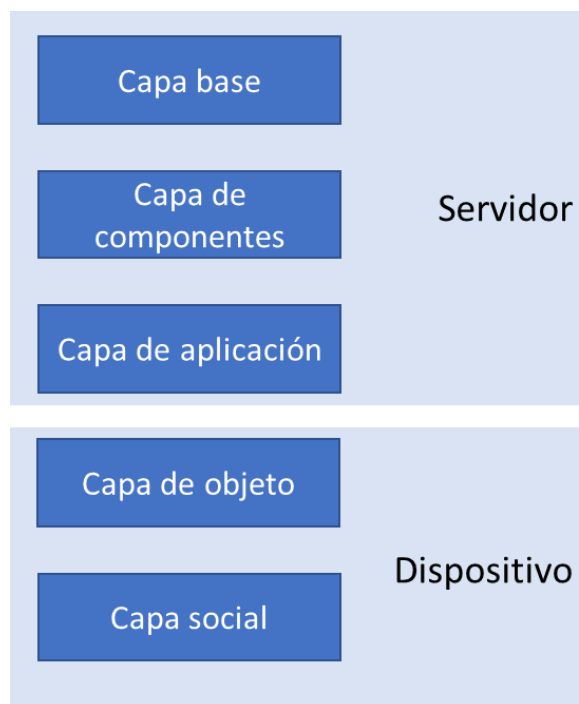 Capa base
Capa de
componentes
Servidor
Capa de aplicación
Capa de objeto
Dispositivo
Capa social